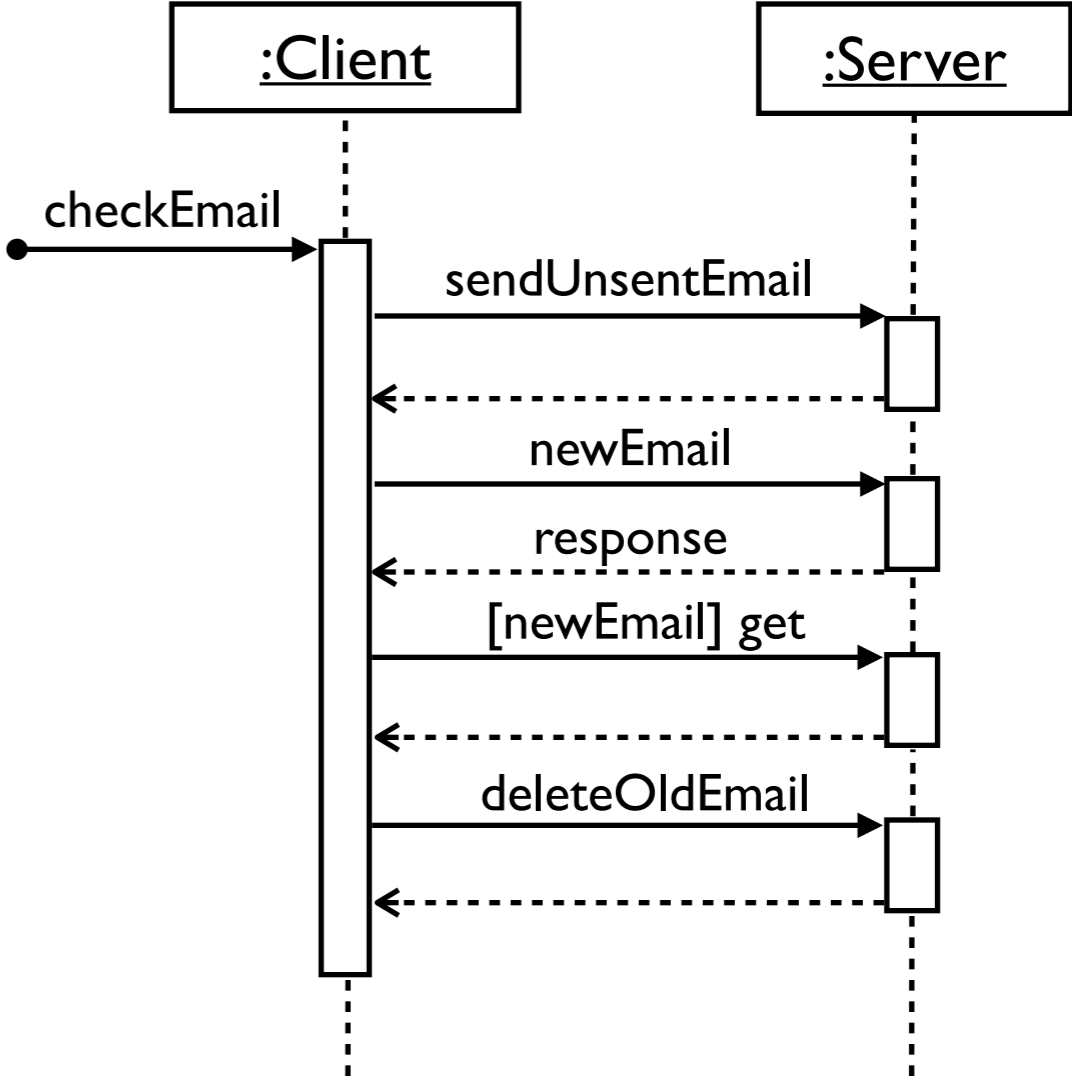 :Client
:Server
checkEmail
sendUnsentEmail
newEmail
response
[newEmail] get
deleteOldEmail